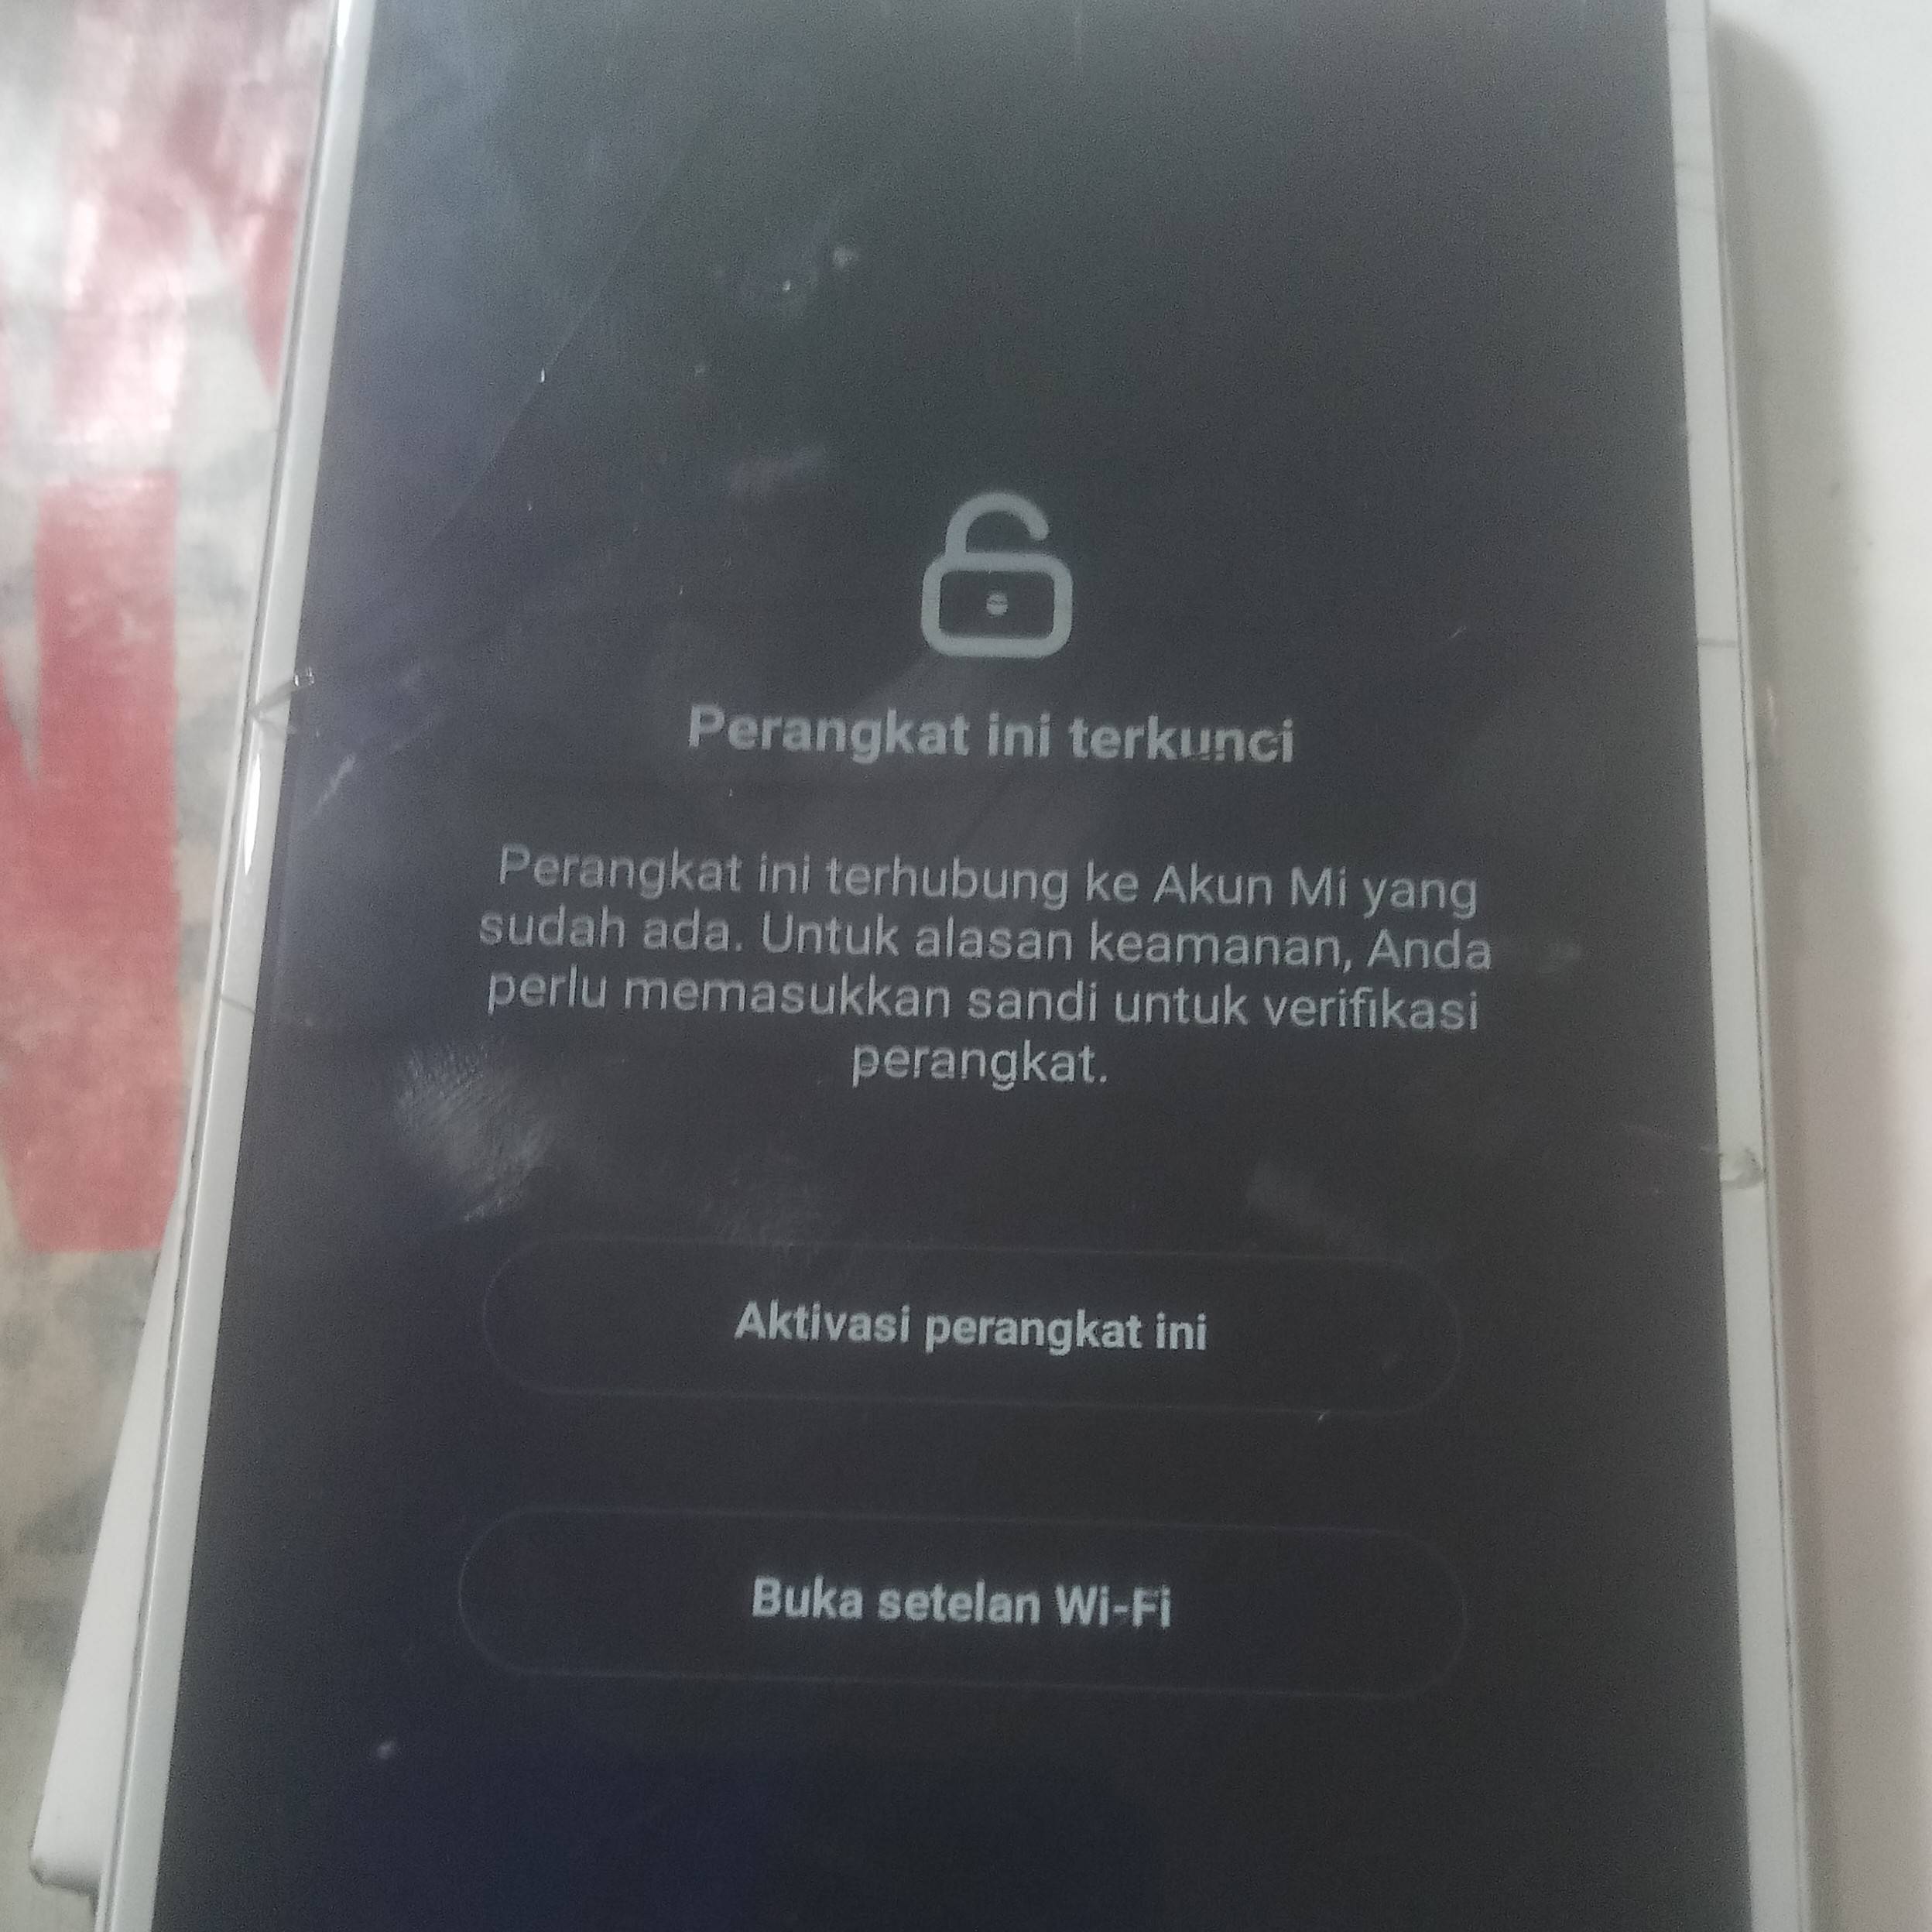 Perangkat ini terkunci
Perangkat ini terhubung ke Akun Mi yang
sudah ada. Untuk alasan keamanan, Anda
perlu memasukkan sandi untuk verifikasi
perangkat.
Aktivasi perangkat ini
Buka setelan Wi-Fi